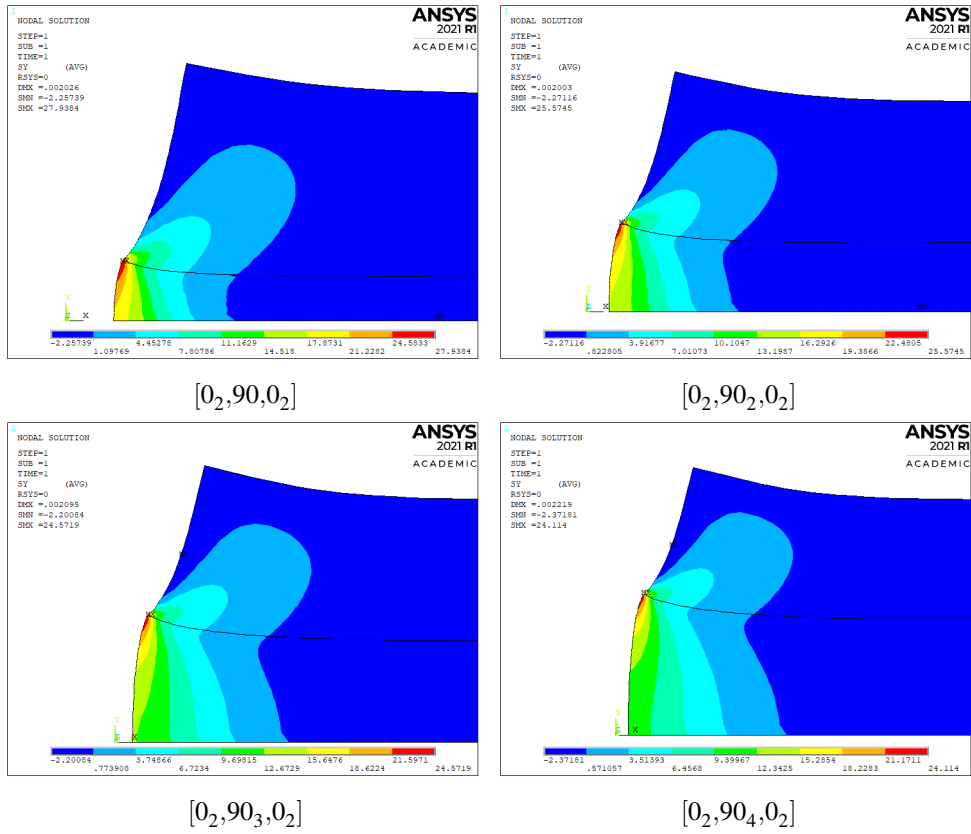 1
NODAL SOLUTION
STEP=1
SUB =1
TIME=1
SY (AVG)
RSYS=0
DMX =.002026
SMN =-2.25739
SMX =27.9384
ANSYS
2021 R1
ACADEMIC
MX
Y
X
-2.25739 4.45278 11.1629 17.8731 24.5833
1.09769 7.80786 14.518 21.2282 27.9384
[0₂,90,0₂]
1
NODAL SOLUTION
STEP=1
SUB =1
TIME=1
SY (AVG)
RSYS=0
DMX =.002003
SMN =-2.27116
SMX =25.5745
ANSYS
2021 R1
ACADEMIC
MX
Y
X
-2.27116 3.91677 10.1047 16.2926 22.4805
.822805 7.01073 13.1987 19.3866 25.5745
[0₂,90₂,0₂]
1
NODAL SOLUTION
STEP=1
SUB =1
TIME=1
SY (AVG)
RSYS=0
DMX =.002095
SMN =-2.20084
SMX =24.5719
ANSYS
2021 R1
ACADEMIC
Y
X
-2.20084 3.74866 9.69815 15.6476 21.5971
.773908 6.7234 12.6729 18.6224 24.5719
[0₂,90₃,0₂]
1
NODAL SOLUTION
STEP=1
SUB =1
TIME=1
SY (AVG)
RSYS=0
DMX =.002219
SMN =-2.37181
SMX =24.114
ANSYS
2021 R1
ACADEMIC
Y
X
-2.37181 3.51393 9.39967 15.2854 21.1711
.571057 6.4568 12.3425 18.2283 24.114
[0₂,90₄,0₂]